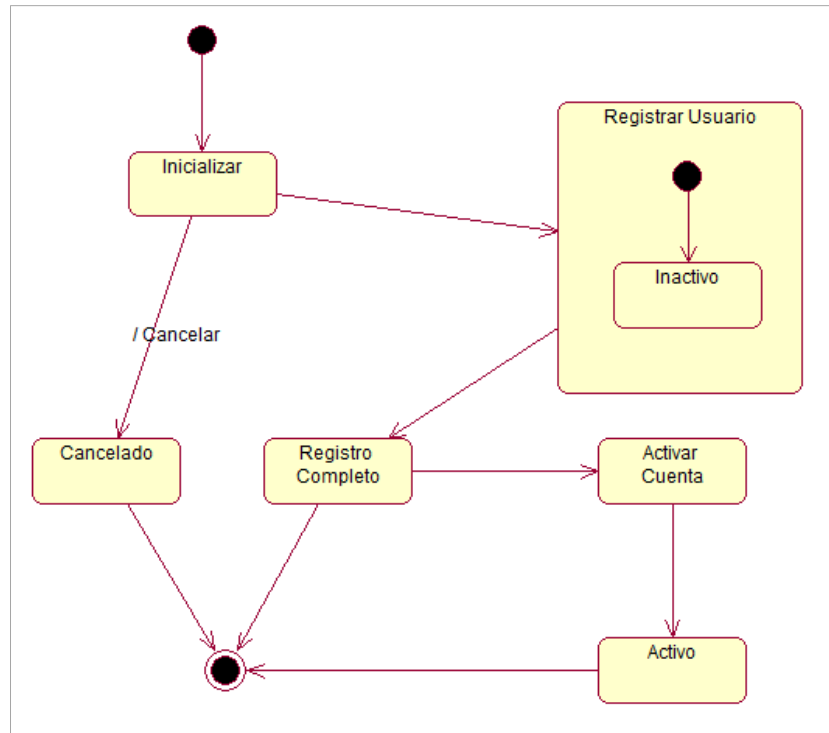 Registrar Usuario
Inicializar
Inactivo
/ Cancelar
Cancelado
Registro
Completo
Activar
Cuenta
Activo